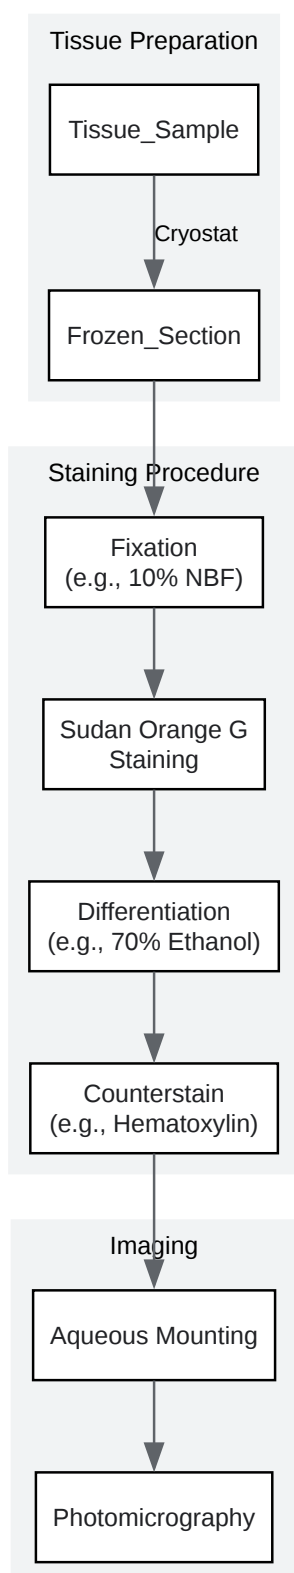 Tissue Preparation
Tissue_Sample
Cryostat
Frozen_Section
Staining Procedure
Fixation
(e.g., 10% NBF)
Sudan Orange G
Staining
Differentiation
(e.g., 70% Ethanol)
Counterstain
(e.g., Hematoxylin)
Imaging
Aqueous Mounting
Photomicrography